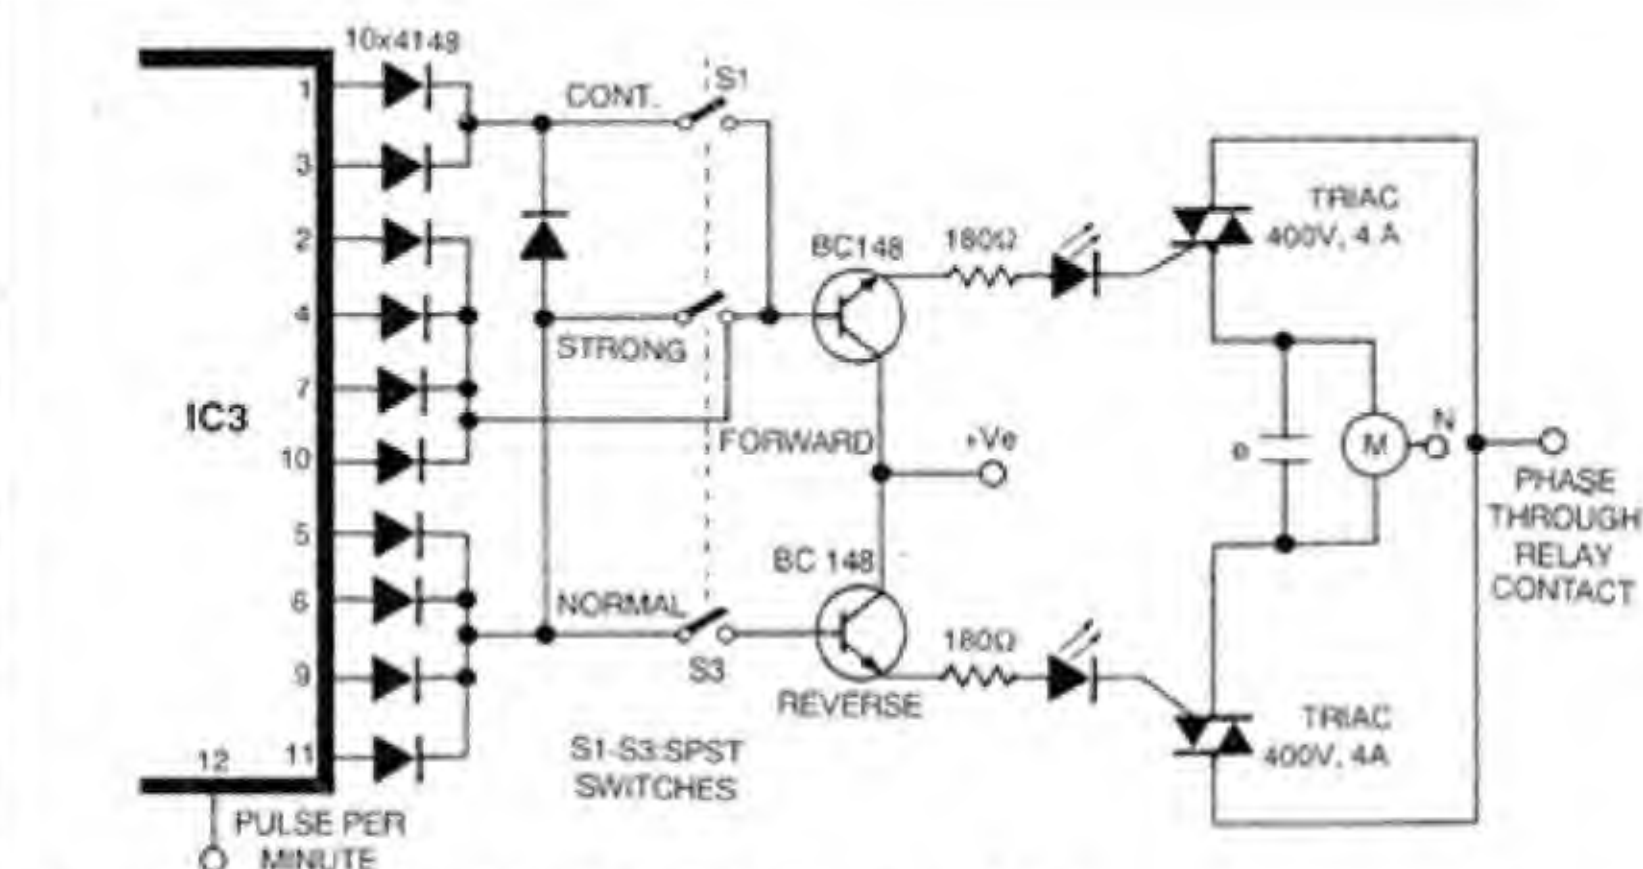 10x4148
1
3
2
4
7
10
5
6
9
11
12
IC3
PULSE PER
MINUTE
CONT.
S1
STRONG
NORMAL
S3
S1-S3:SPST
SWITCHES
BC148
180Ω
FORWARD
+Ve
BC 148
180Ω
REVERSE
TRIAC
400V, 4 A
e
M
N
PHASE
THROUGH
RELAY
CONTACT
TRIAC
400V, 4A